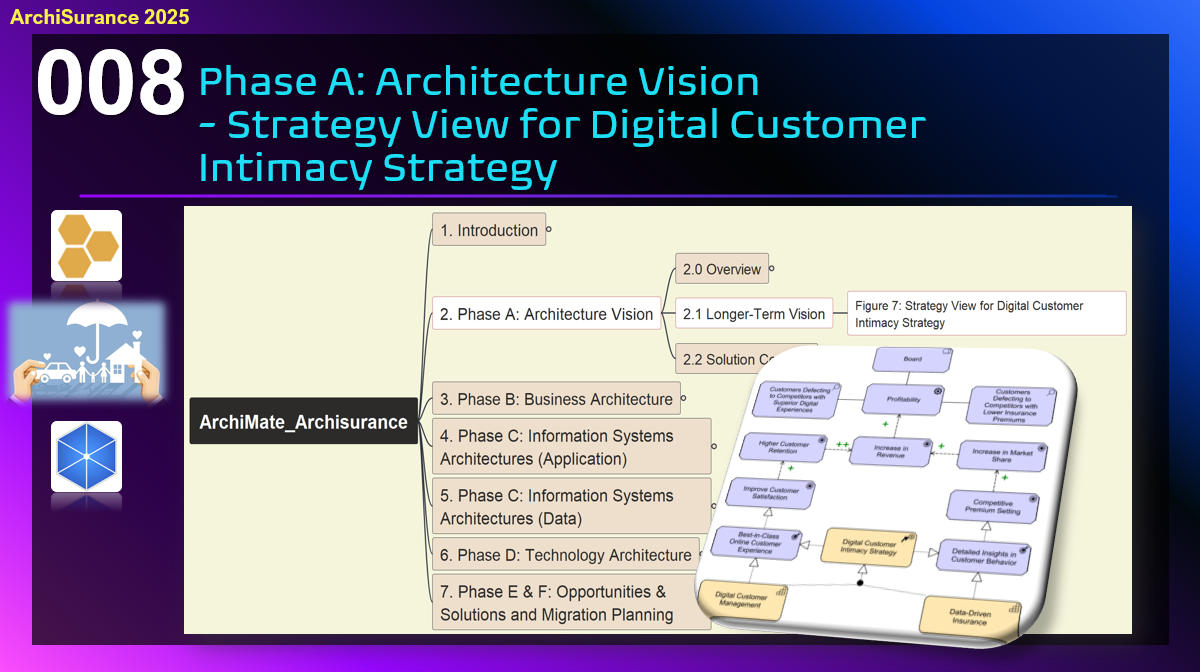 ArchiSurance 2025
008
Phase A: Architecture Vision
- Strategy View for Digital Customer
Intimacy Strategy
ArchiMate_Archisurance
1. Introduction
2. Phase A: Architecture Vision
2.0 Overview
2.1 Longer-Term Vision
Figure 7: Strategy View for Digital Customer
Intimacy Strategy
2.2 Solution
3. Phase B: Business Architecture
4. Phase C: Information Systems
Architectures (Application)
5. Phase C: Information Systems
Architectures (Data)
6. Phase D: Technology Architecture
7. Phase E & F: Opportunities &
Solutions and Migration Planning
Board
Customers Defecting
to Competitors with
Superior Digital
Experiences
Profitability
Customers
Defecting to
Competitors with
Lower Insurance
Premiums
+
Higher Customer
Retention
++
Increase in
Revenue
+
Increase in Market
Share
+
+
Improve Customer
Satisfaction
Competitive
Premium Setting
Best-in-Class
Online Customer
Experience
Digital Customer
Intimacy Strategy
Detailed Insights in
Customer Behavior
Digital Customer
Management
Data-Driven
Insurance